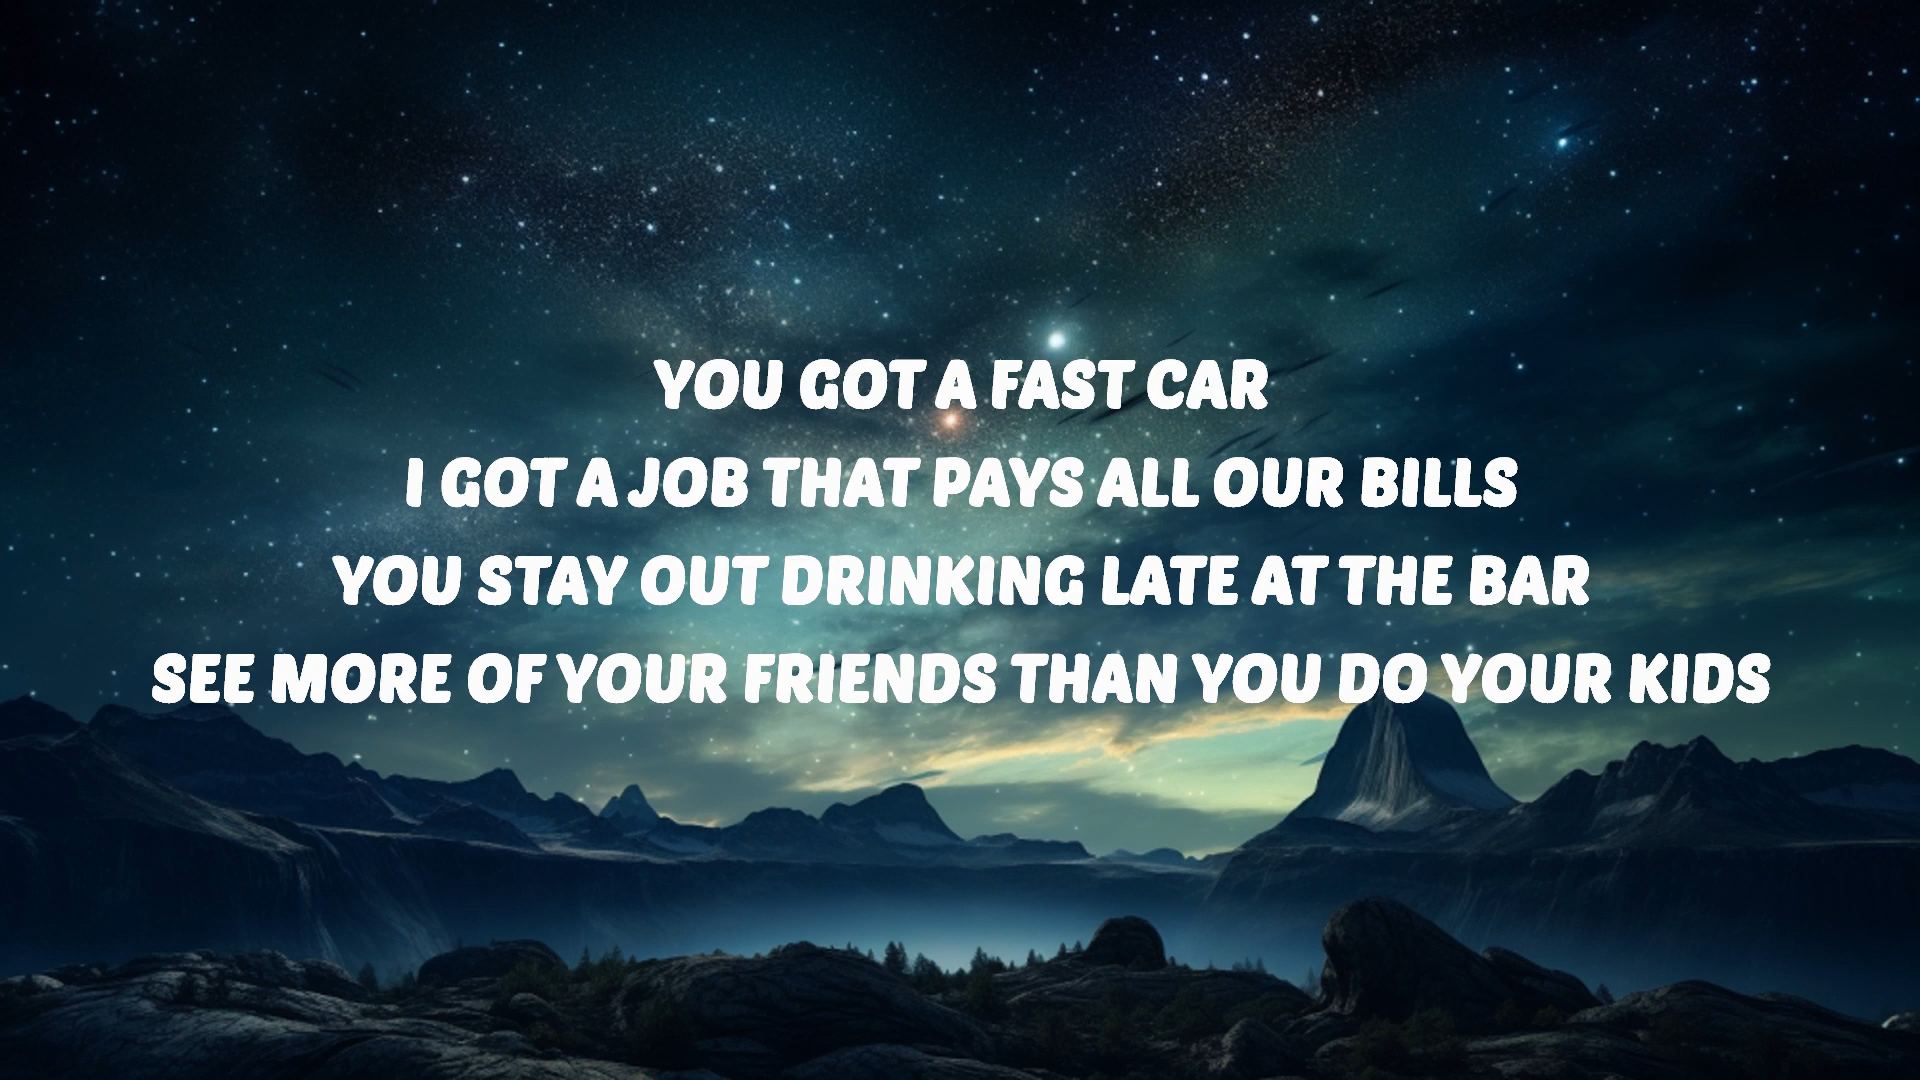 YOU GOT A FAST CAR
I GOT A JOB THAT PAYS ALL OUR BILLS
YOU STAY OUT DRINKING LATE AT THE BAR
SEE MORE OF YOUR FRIENDS THAN YOU DO YOUR KIDS